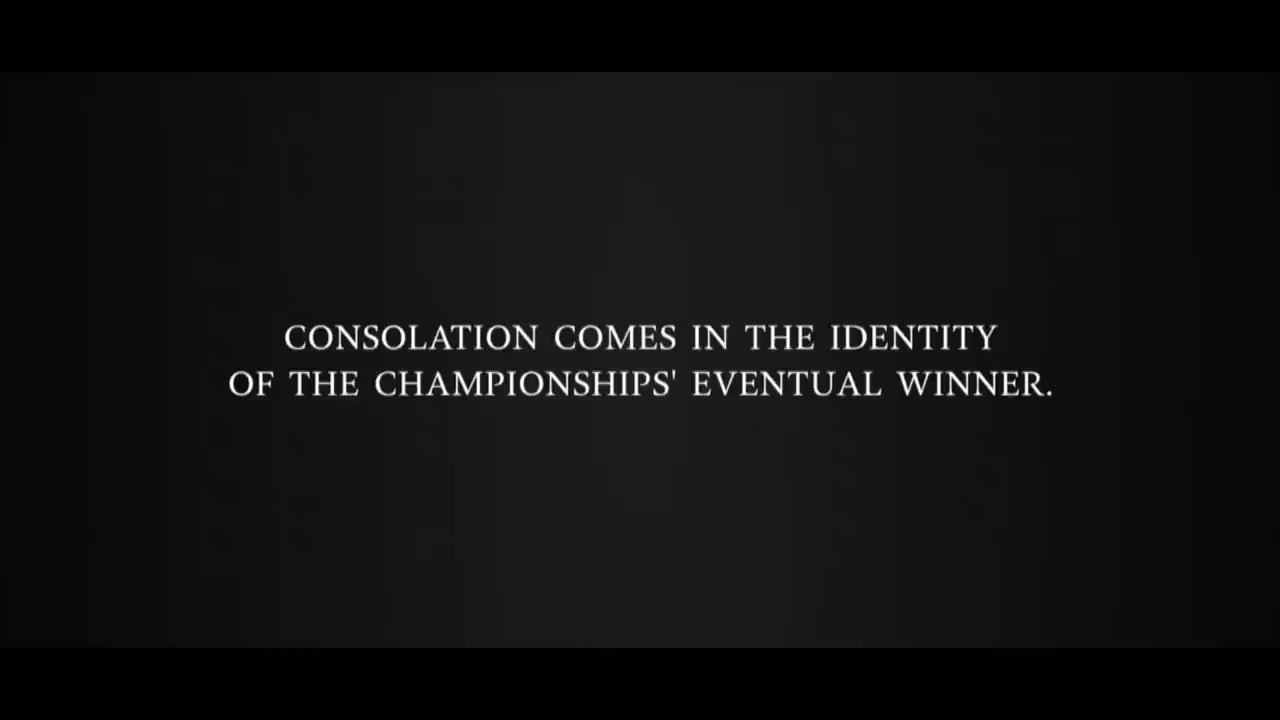 CONSOLATION COMES IN THE IDENTITY
OF THE CHAMPIONSHIPS' EVENTUAL WINNER.